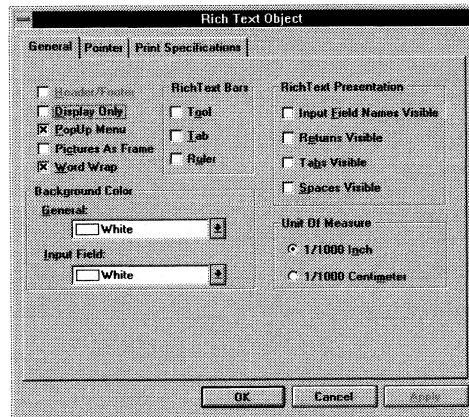 Rich Text Object
General Pointer Print Specifications
Header/Footer
Display Only
PopUp Menu
Pictures As Frame
Word Wrap
RichText Bars
Tool
Tab
Ruler
RichText Presentation
Input Field Names Visible
Returns Visible
Tabs Visible
Spaces Visible
Background Color
General:
White
Input Field:
White
Unit Of Measure
1/1000 Inch
1/1000 Centimeter
OK Cancel Apply